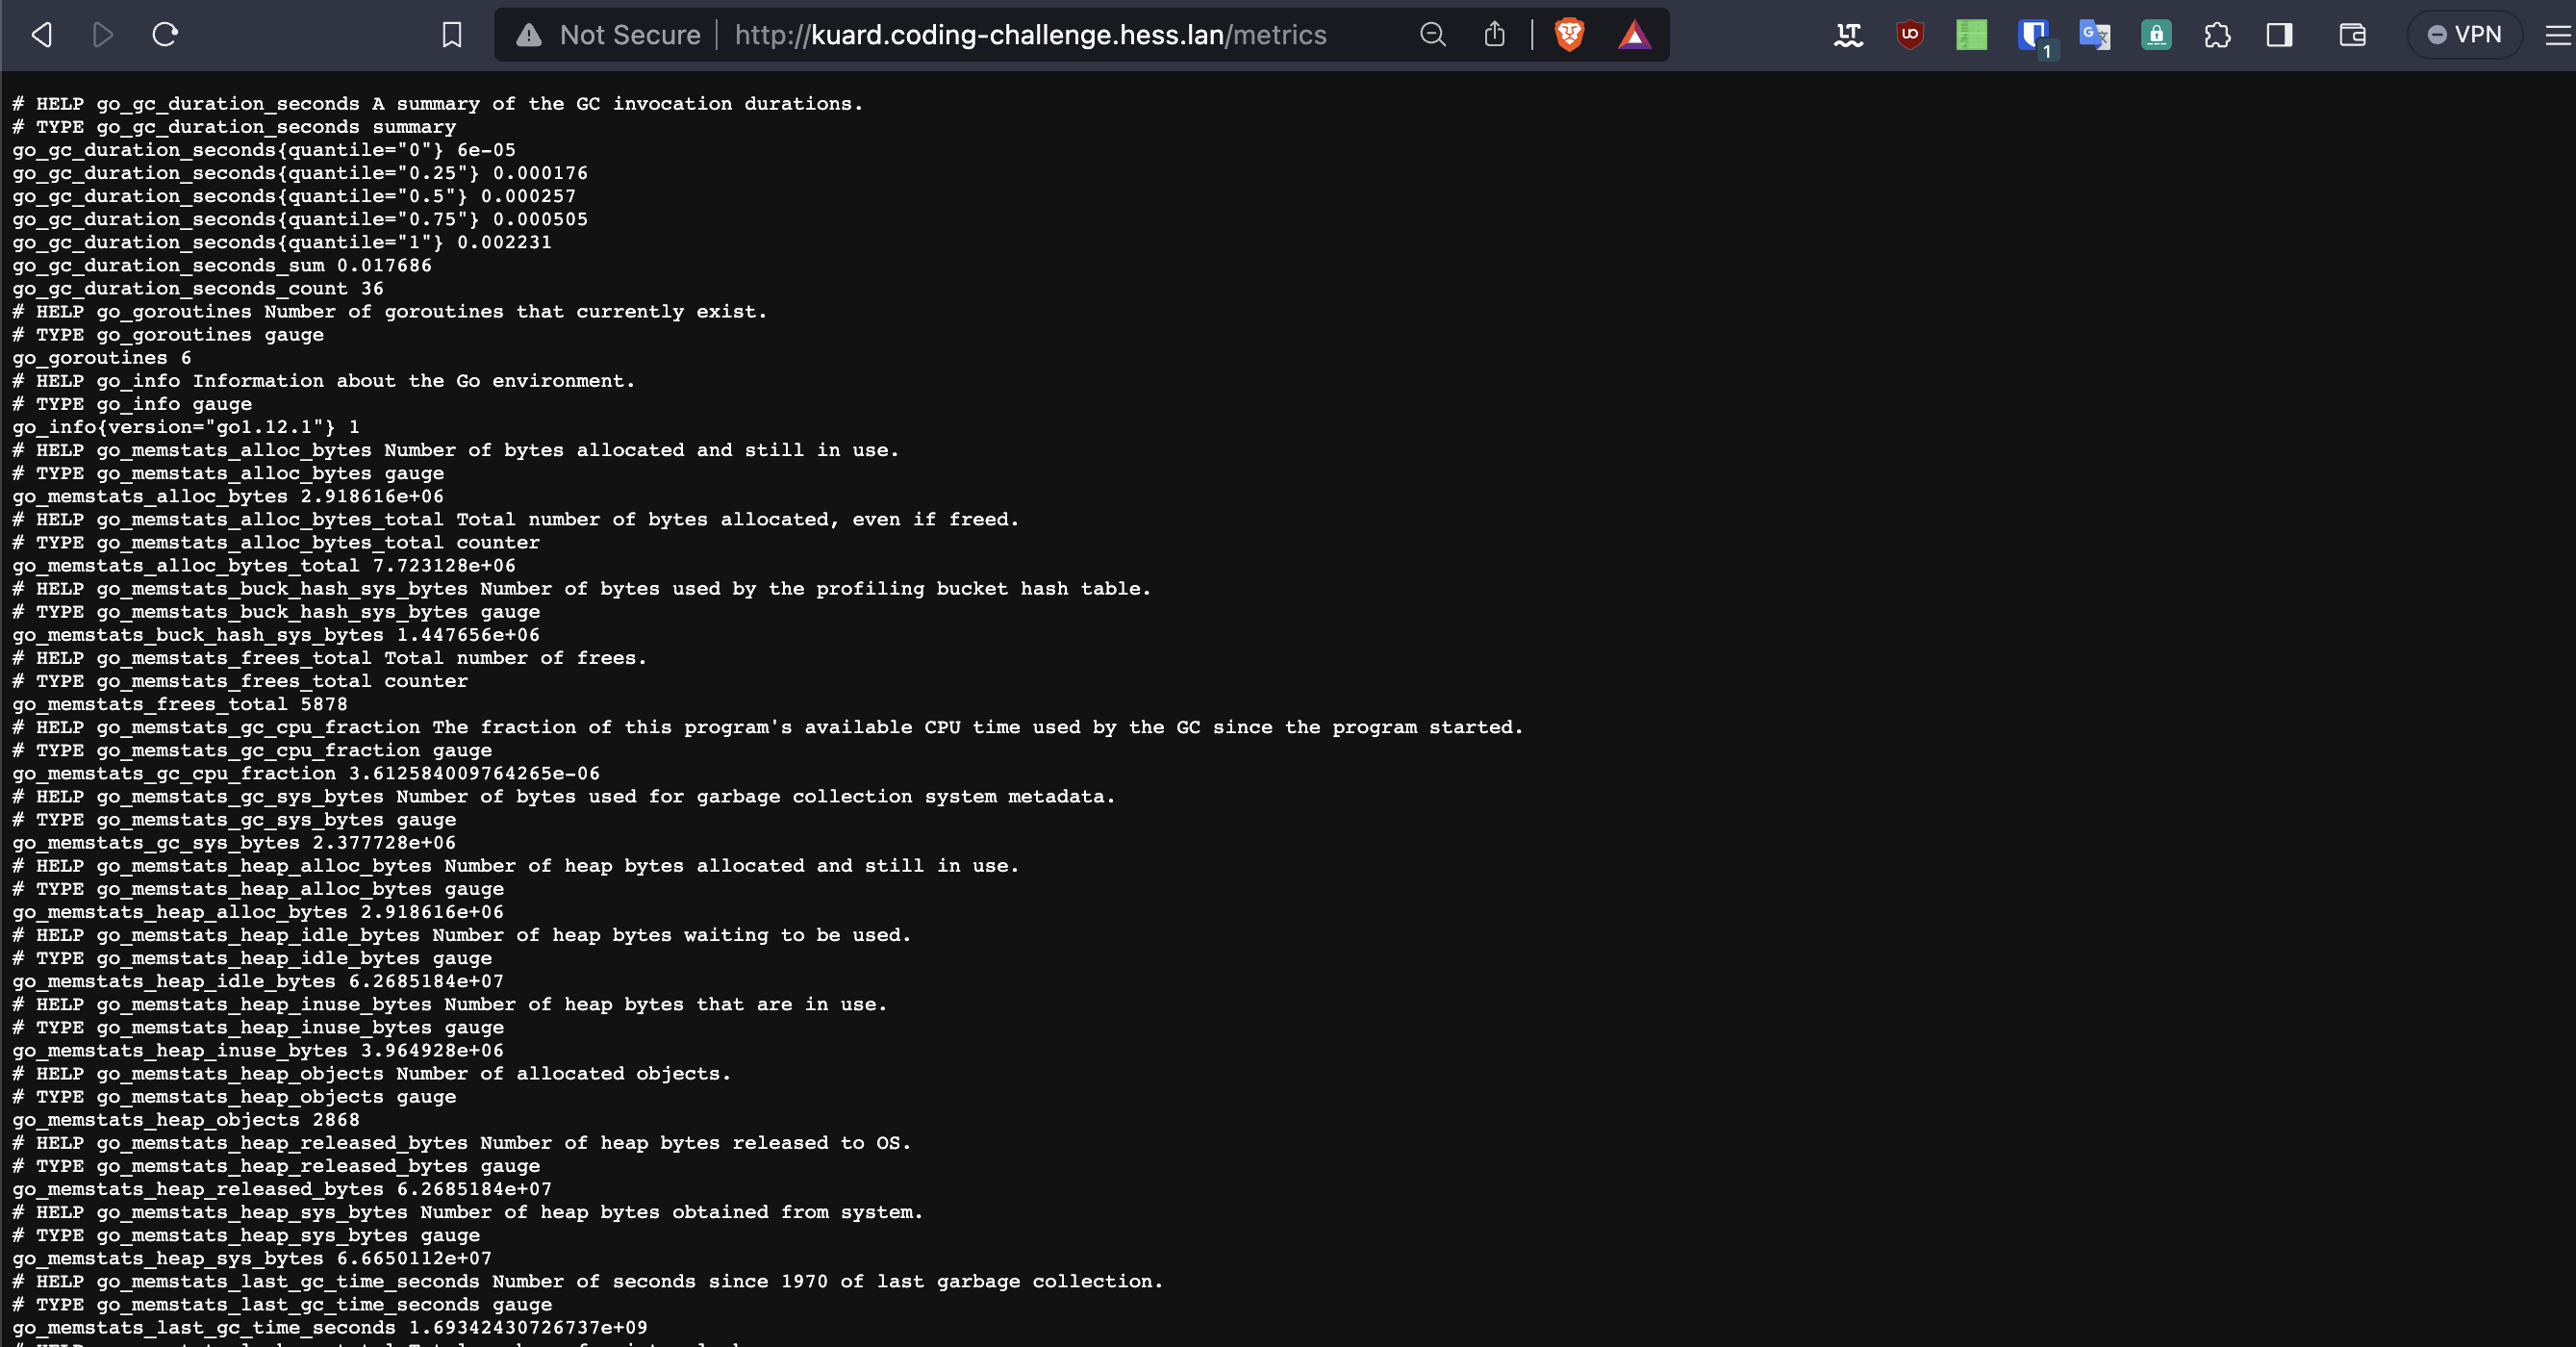 Not Secure http://kuard.coding-challenge.hess.lan/metrics LT UO 1 G VPN
# HELP go_gc_duration_seconds A summary of the GC invocation durations.
# TYPE go_gc_duration_seconds summary
go_gc_duration_seconds{quantile="0"} 6e-05
go_gc_duration_seconds{quantile="0.25"} 0.000176
go_gc_duration_seconds{quantile="0.5"} 0.000257
go_gc_duration_seconds{quantile="0.75"} 0.000505
go_gc_duration_seconds{quantile="1"} 0.002231
go_gc_duration_seconds_sum 0.017686
go_gc_duration_seconds_count 36
# HELP go_goroutines Number of goroutines that currently exist.
# TYPE go_goroutines gauge
go_goroutines 6
# HELP go_info Information about the Go environment.
# TYPE go_info gauge
go_info{version="go1.12.1"} 1
# HELP go_memstats_alloc_bytes Number of bytes allocated and still in use.
# TYPE go_memstats_alloc_bytes gauge
go_memstats_alloc_bytes 2.918616e+06
# HELP go_memstats_alloc_bytes_total Total number of bytes allocated, even if freed.
# TYPE go_memstats_alloc_bytes_total counter
go_memstats_alloc_bytes_total 7.723128e+06
# HELP go_memstats_buck_hash_sys_bytes Number of bytes used by the profiling bucket hash table.
# TYPE go_memstats_buck_hash_sys_bytes gauge
go_memstats_buck_hash_sys_bytes 1.447656e+06
# HELP go_memstats_frees_total Total number of frees.
# TYPE go_memstats_frees_total counter
go_memstats_frees_total 5878
# HELP go_memstats_gc_cpu_fraction The fraction of this program's available CPU time used by the GC since the program started.
# TYPE go_memstats_gc_cpu_fraction gauge
go_memstats_gc_cpu_fraction 3.612584009764265e-06
# HELP go_memstats_gc_sys_bytes Number of bytes used for garbage collection system metadata.
# TYPE go_memstats_gc_sys_bytes gauge
go_memstats_gc_sys_bytes 2.377728e+06
# HELP go_memstats_heap_alloc_bytes Number of heap bytes allocated and still in use.
# TYPE go_memstats_heap_alloc_bytes gauge
go_memstats_heap_alloc_bytes 2.918616e+06
# HELP go_memstats_heap_idle_bytes Number of heap bytes waiting to be used.
# TYPE go_memstats_heap_idle_bytes gauge
go_memstats_heap_idle_bytes 6.2685184e+07
# HELP go_memstats_heap_inuse_bytes Number of heap bytes that are in use.
# TYPE go_memstats_heap_inuse_bytes gauge
go_memstats_heap_inuse_bytes 3.964928e+06
# HELP go_memstats_heap_objects Number of allocated objects.
# TYPE go_memstats_heap_objects gauge
go_memstats_heap_objects 2868
# HELP go_memstats_heap_released_bytes Number of heap bytes released to OS.
# TYPE go_memstats_heap_released_bytes gauge
go_memstats_heap_released_bytes 6.2685184e+07
# HELP go_memstats_heap_sys_bytes Number of heap bytes obtained from system.
# TYPE go_memstats_heap_sys_bytes gauge
go_memstats_heap_sys_bytes 6.6650112e+07
# HELP go_memstats_last_gc_time_seconds Number of seconds since 1970 of last garbage collection.
# TYPE go_memstats_last_gc_time_seconds gauge
go_memstats_last_gc_time_seconds 1.69342430726737e+09